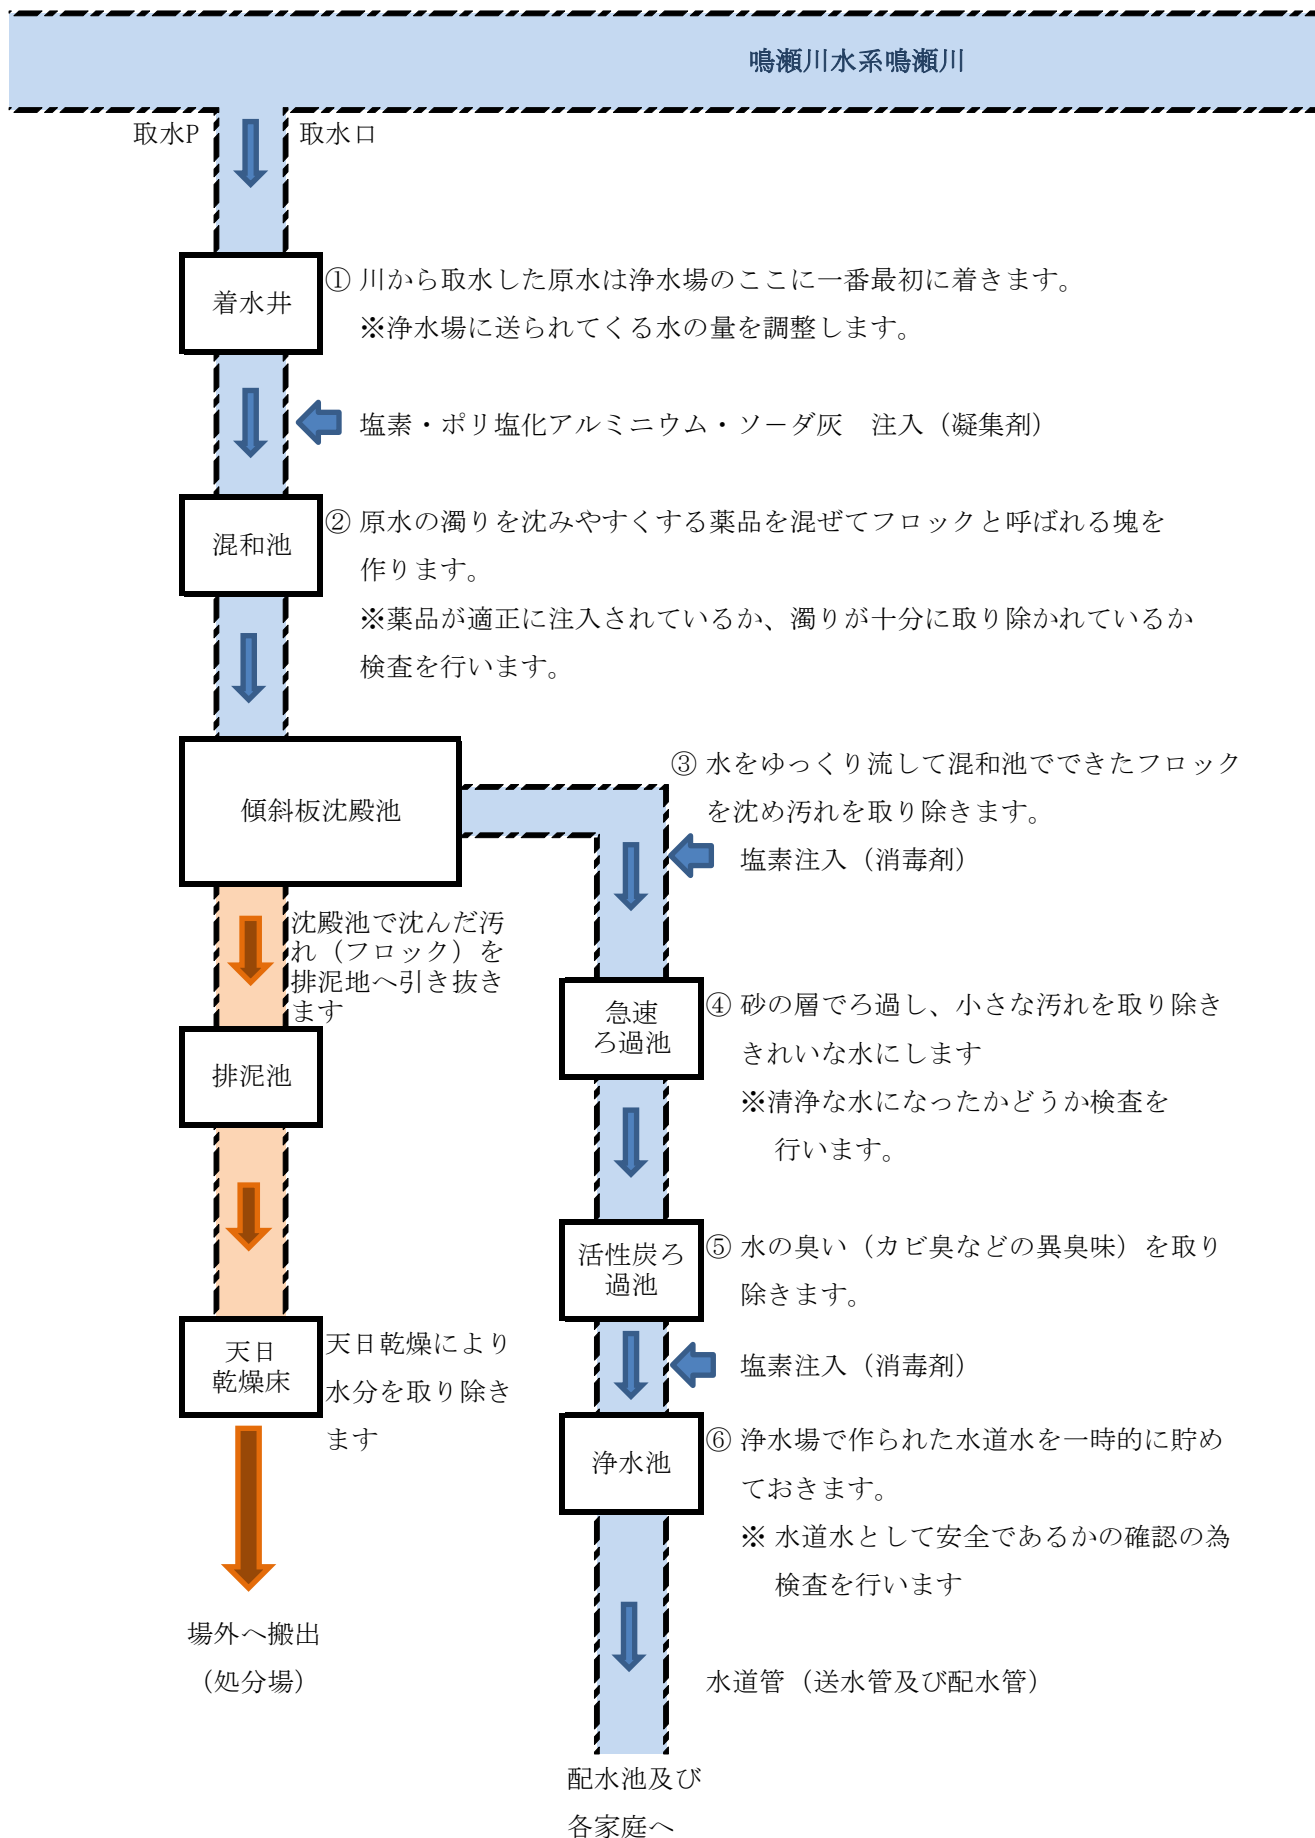 鳴瀬川水系鳴瀬川
取水P
取水口
着水井
① 川から取水した原水は浄水場のここに一番最初に着きます。
※浄水場に送られてくる水の量を調整します。
塩素・ポリ塩化アルミニウム・ソーダ灰　注入（凝集剤）
混和池
② 原水の濁りを沈みやすくする薬品を混ぜてフロックと呼ばれる塊を
作ります。
※薬品が適正に注入されているか、濁りが十分に取り除かれているか
検査を行います。
傾斜板沈殿池
③ 水をゆっくり流して混和池でできたフロック
を沈め汚れを取り除きます。
塩素注入（消毒剤）
沈殿池で沈んだ汚
れ（フロック）を
排泥地へ引き抜き
ます
排泥池
急速
ろ過池
④ 砂の層でろ過し、小さな汚れを取り除き
きれいな水にします
※清浄な水になったかどうか検査を
行います。
活性炭ろ
過池
⑤ 水の臭い（カビ臭などの異臭味）を取り
除きます。
天日
乾燥床
天日乾燥により
水分を取り除き
ます
塩素注入（消毒剤）
浄水池
⑥ 浄水場で作られた水道水を一時的に貯め
ておきます。
※ 水道水として安全であるかの確認の為
検査を行います
場外へ搬出
（処分場）
水道管（送水管及び配水管）
配水池及び
各家庭へ